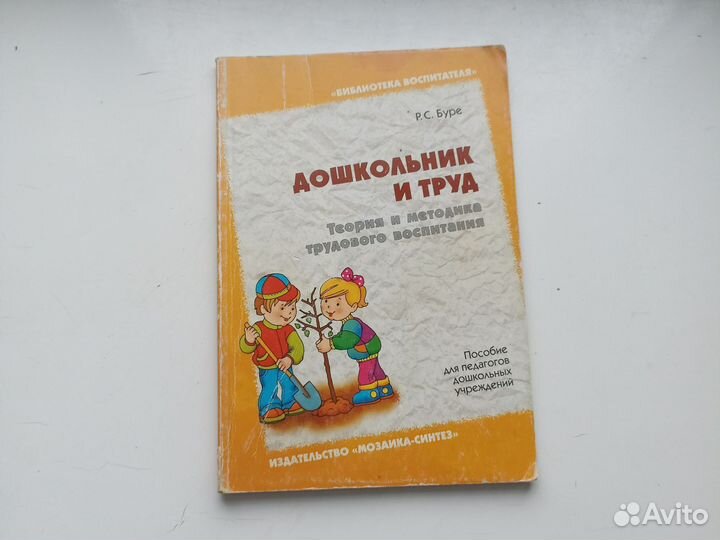 «БИБЛИОТЕКА ВОСПИТАТЕЛЯ»
Р.С. Буре
ДОШКОЛЬНИК
И ТРУД
Теория и методика
трудового воспитания
Пособие
для педагогов
дошкольных
учреждений
ИЗДАТЕЛЬСТВО «МОЗАИКА-СИНТЕЗ»
Avito